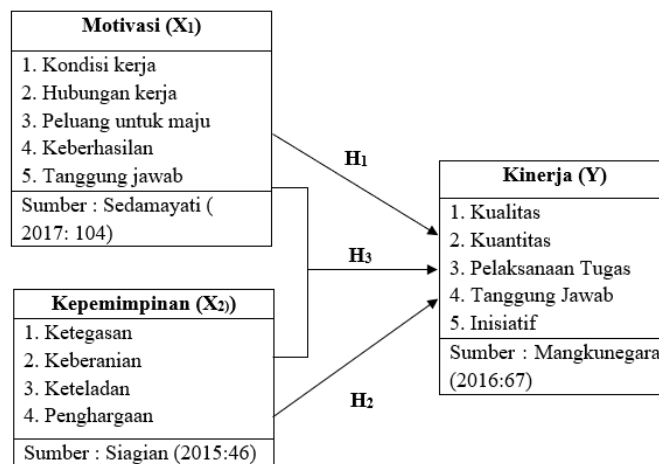 Motivasi (X1)
1. Kondisi kerja
2. Hubungan kerja
3. Peluang untuk maju
4. Keberhasilan
5. Tanggung jawab
Sumber : Sedamayati (
2017: 104)
H1
H3
H2
Kepemimpinan (X2))
1. Ketegasan
2. Keberanian
3. Keteladan
4. Penghargaan
Sumber : Siagian (2015:46)
Kinerja (Y)
1. Kualitas
2. Kuantitas
3. Pelaksanaan Tugas
4. Tanggung Jawab
5. Inisiatif
Sumber : Mangkunegara
(2016:67)